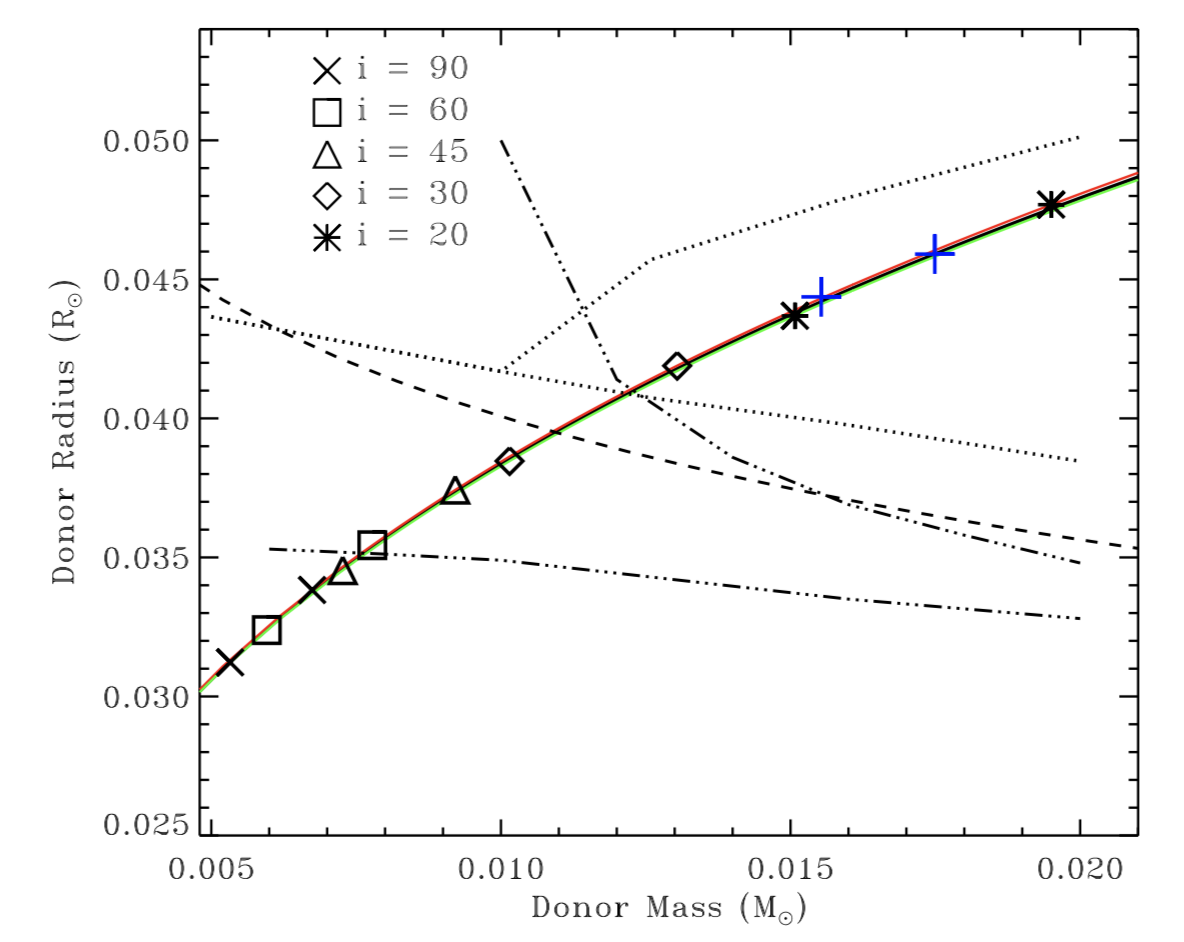 i = 90
i = 60
i = 45
i = 30
i = 20
0.050
0.045
0.040
0.035
0.030
0.025
Donor Radius (R☉)
0.005 0.010 0.015 0.020
Donor Mass (M☉)